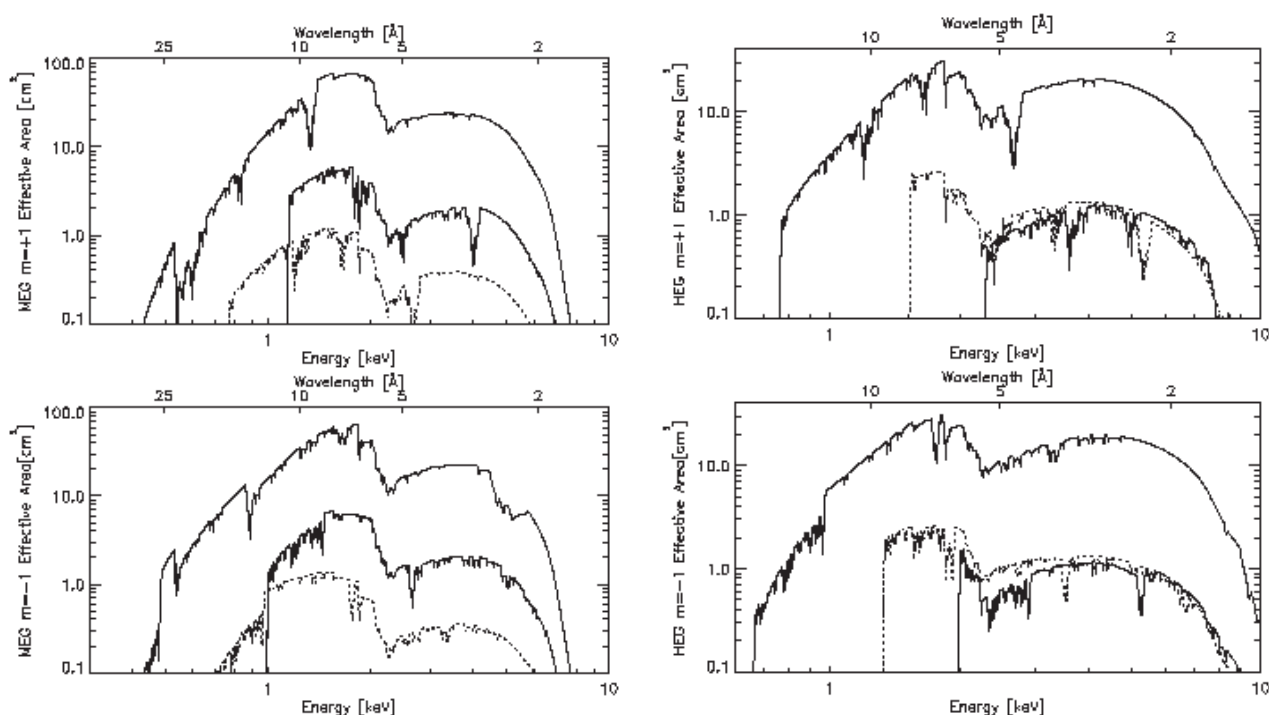 Wavelength [Å]
25 10 5 2
MEG m=+1 Effective Area [cm²]
100.0
10.0
1.0
0.1
1 10
Energy [keV]
Wavelength [Å]
10 5 2
HEG m=+1 Effective Area [cm²]
10.0
1.0
0.1
1 10
Energy [keV]
Wavelength [Å]
25 10 5 2
MEG m=-1 Effective Area[cm²]
100.0
10.0
1.0
0.1
1 10
Energy [keV]
Wavelength [Å]
10 5 2
HEG m=-1 Effective Area[cm²]
10.0
1.0
0.1
1 10
Energy [keV]